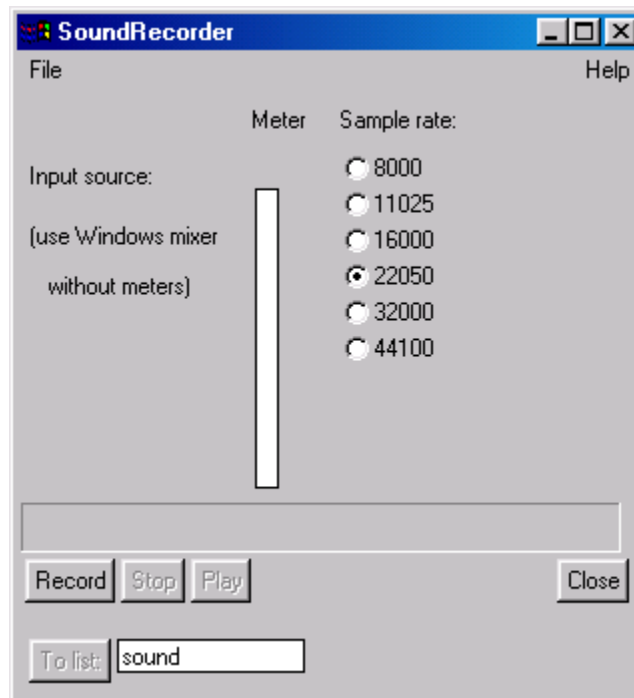 SoundRecorder
File Help
Meter Sample rate:
Input source:
(use Windows mixer
without meters)
8000
11025
16000
22050
32000
44100
Record Stop Play Close
To list: sound